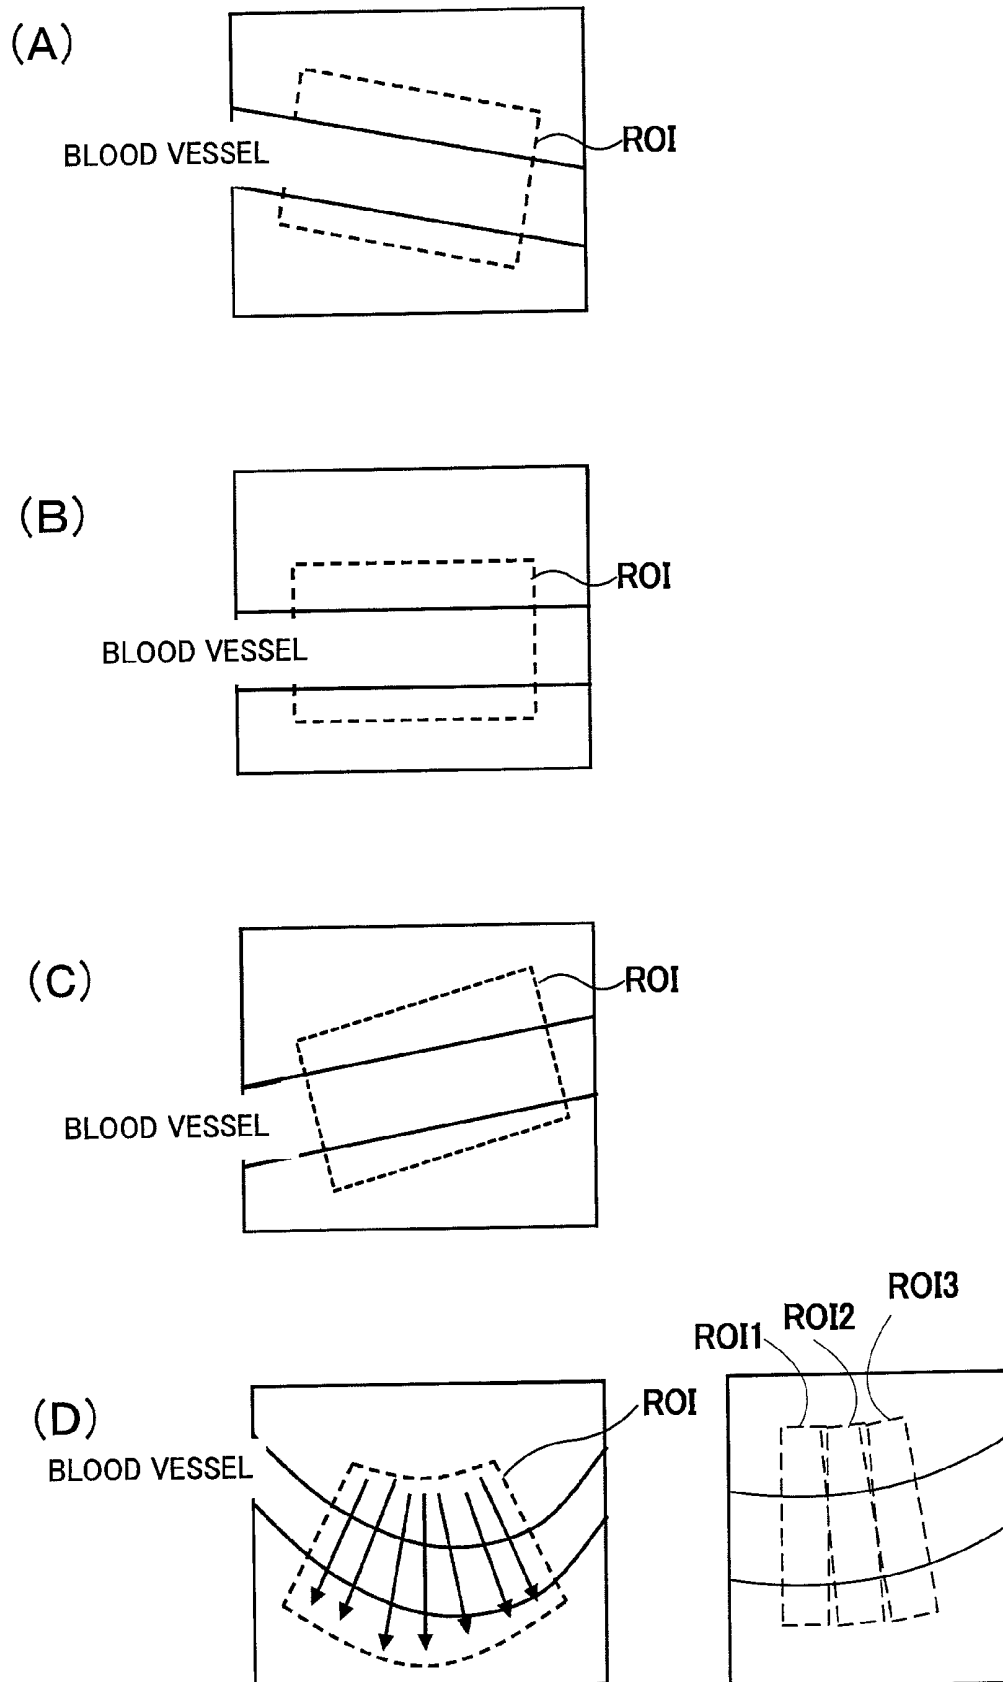 (A)
ROI
BLOOD VESSEL
(B)
ROI
BLOOD VESSEL
(C)
ROI
BLOOD VESSEL
ROI3
ROI2
ROI1
(D)
ROI
BLOOD VESSEL